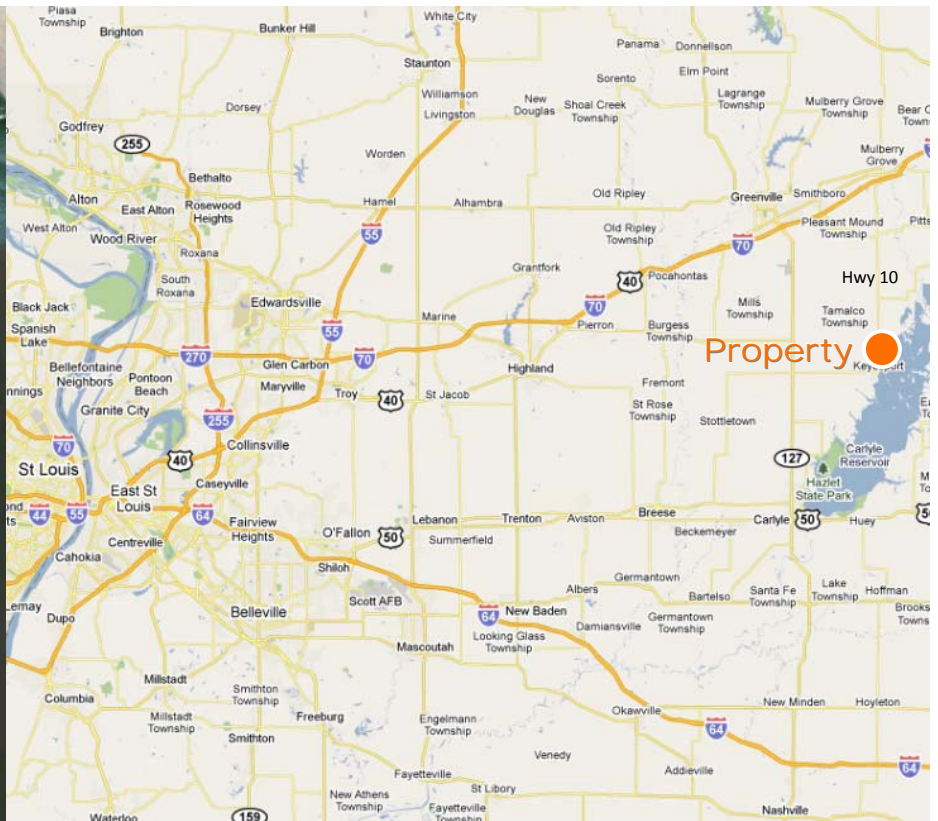 Piasa
Township
Brighton
Bunker Hill
White City
Staunton
Panama
Donnellson
Elm Point
Sorento
Williamson
Livingston
New
Douglas
Shoal Creek
Township
Lagrange
Township
Mulberry Grove
Township
Dorsey
Godfrey
255
Worden
Mulberry
Grove
Bethalto
Alton
East Alton
Rosewood
Heights
Hamel
Alhambra
Old Ripley
Greenville
Smithboro
West Alton
Wood River
55
Old Ripley
Township
70
Pleasant Mound
Township
Roxana
South
Roxana
Grantfork
40
Pocahontas
Hwy 10
Black Jack
Edwardsville
Marine
70
Pierron
Mills
Township
Tamalco
Township
Spanish
Lake
55
Burgess
Township
270
Glen Carbon
70
Property
Bellefontaine
Neighbors
Pontoon
Beach
Maryville
Troy
40
St Jacob
Highland
Fremont
Granite City
255
St Rose
Township
Stottletown
70
Collinsville
St Louis
40
127
Carlyle
Reservoir
East St
Louis
Caseyville
Hazlet
State Park
44
55
64
Fairview
Heights
O'Fallon
50
Lebanon
Trenton
Aviston
Breese
Carlyle
50
Huey
Centreville
Summerfield
Beckemeyer
Cahokia
Shiloh
Germantown
Lemay
Dupo
Belleville
Scott AFB
64
New Baden
Albers
Bartelso
Santa Fe
Township
Lake
Township
Hoffman
Damiansville
Germantown
Township
Looking Glass
Township
Mascoutah
Columbia
Millstadt
Smithton
Township
Okawville
New Minden
Hoyleton
Millstadt
Township
Freeburg
Engelmann
Township
64
Smithton
Venedy
Addieville
64
Fayetteville
St Libory
New Athens
Township
Fayetteville
Township
Nashville
Waterloo
159